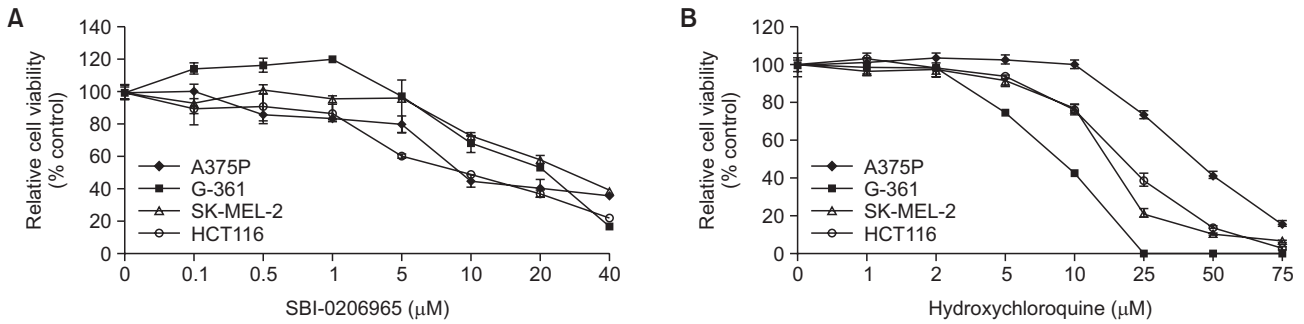 A
Relative cell viability
(% control)
140
120
100
80
60
40
20
0
A375P
G-361
SK-MEL-2
HCT116
0 0.1 0.5 1 5 10 20 40
SBI-0206965 (μM)
B
Relative cell viability
(% control)
120
100
80
60
40
20
0
A375P
G-361
SK-MEL-2
HCT116
0 1 2 5 10 25 50 75
Hydroxychloroquine (μM)